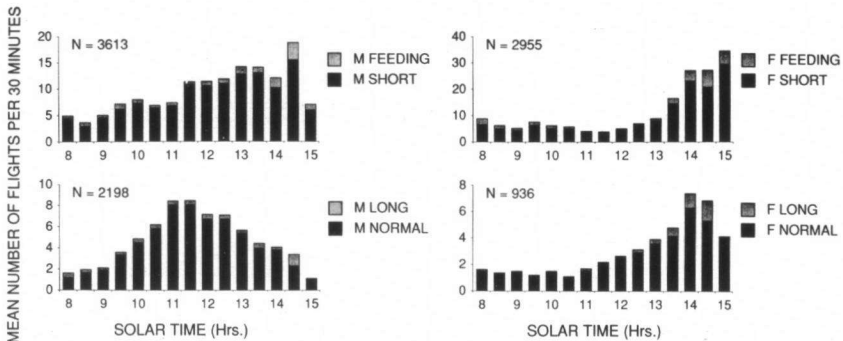 MEAN NUMBER OF FLIGHTS PER 30 MINUTES
N = 3613
M FEEDING
M SHORT
20
15
10
5
0
8 9 10 11 12 13 14 15
N = 2955
F FEEDING
F SHORT
40
30
20
10
0
8 9 10 11 12 13 14 15
N = 2198
M LONG
M NORMAL
10
8
6
4
2
0
8 9 10 11 12 13 14 15
SOLAR TIME (Hrs.)
N = 936
F LONG
F NORMAL
8
6
4
2
0
8 9 10 11 12 13 14 15
SOLAR TIME (Hrs.)